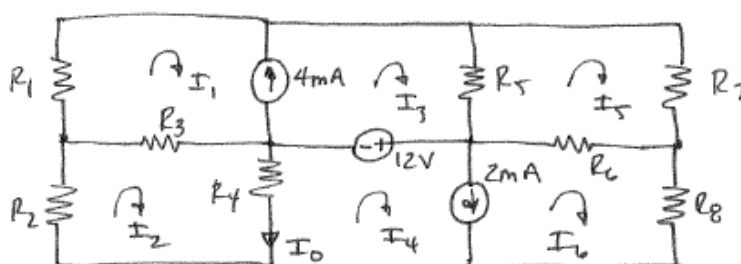 R1 I1 4mA I3 R5 I5 R7
R3
-+ 12V R6
R2 I2 R4 I0 I4 2mA I6 R8